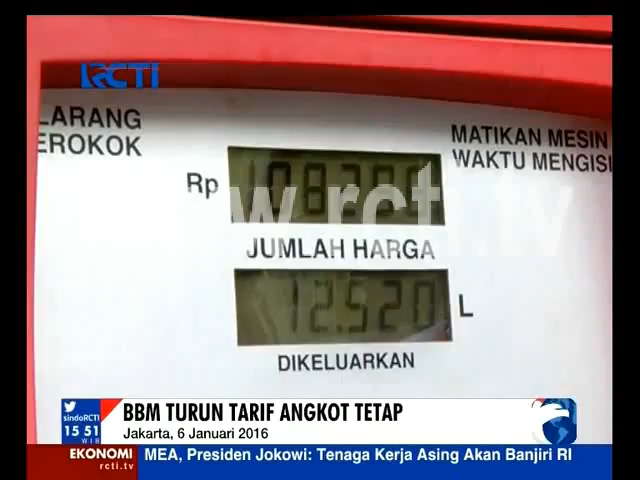 RCTI
LARANG
EROKOK
MATIKAN MESIN
WAKTU MENGISI
Rp
w.rcti.tv
JUMLAH HARGA
12.520 L
DIKELUARKAN
sindoRCTI
15 51
WIB
BBM TURUN TARIF ANGKOT TETAP
Jakarta, 6 Januari 2016
EKONOMI
rcti.tv
MEA, Presiden Jokowi: Tenaga Kerja Asing Akan Banjiri RI